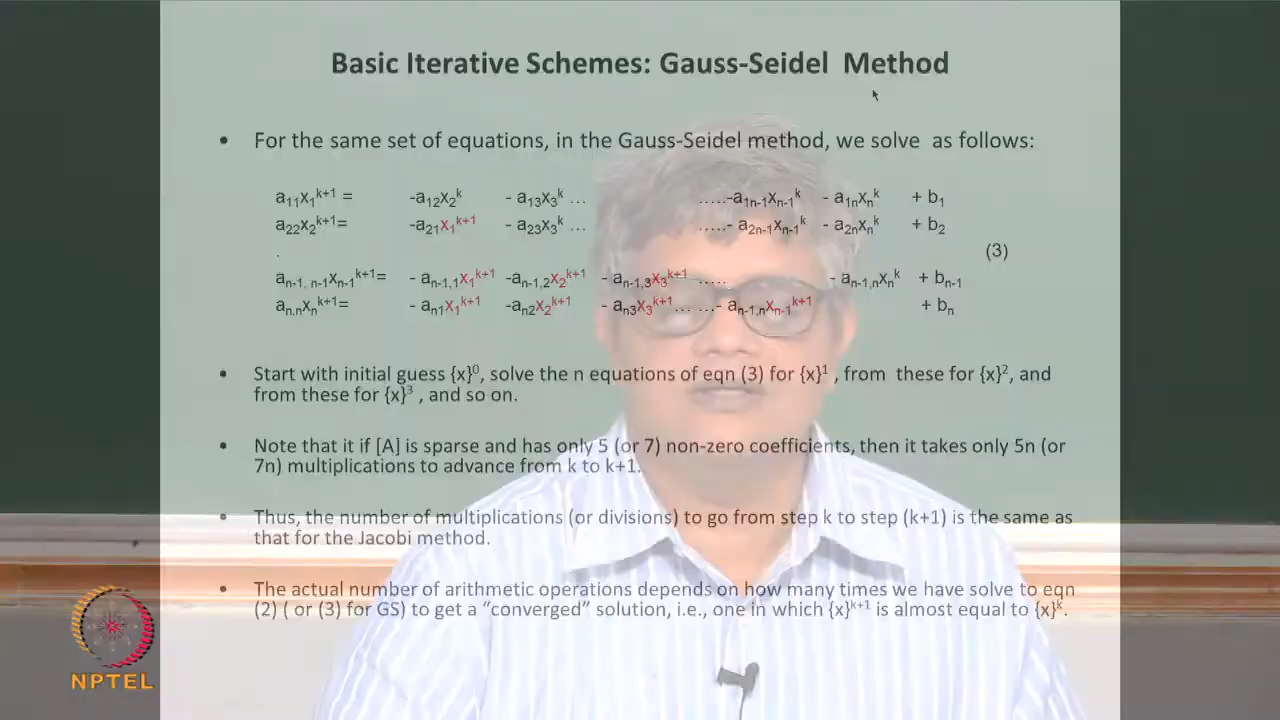 Basic Iterative Schemes: Gauss-Seidel Method
• For the same set of equations, in the Gauss-Seidel method, we solve as follows:
a₁₁x₁ᵏ⁺¹ = -a₁₂x₂ᵏ - a₁₃x₃ᵏ … …..-a₁ₙ₋₁xₙ₋₁ᵏ - a₁ₙxₙᵏ + b₁
a₂₂x₂ᵏ⁺¹= -a₂₁x₁ᵏ⁺¹ - a₂₃x₃ᵏ … …..- a₂ₙ₋₁xₙ₋₁ᵏ - a₂ₙxₙᵏ + b₂
. (3)
aₙ₋₁, ₙ₋₁xₙ₋₁ᵏ⁺¹= - aₙ₋₁,₁x₁ᵏ⁺¹ -aₙ₋₁,₂x₂ᵏ⁺¹ - aₙ₋₁,₃x₃ᵏ⁺¹ ….. - aₙ₋₁,ₙxₙᵏ + bₙ₋₁
aₙ.ₙxₙᵏ⁺¹= - aₙ₁x₁ᵏ⁺¹ -aₙ₂x₂ᵏ⁺¹ - aₙ₃x₃ᵏ⁺¹… …- aₙ₋₁,ₙxₙ₋₁ᵏ⁺¹ + bₙ
• Start with initial guess {x}⁰, solve the n equations of eqn (3) for {x}¹ , from these for {x}², and
from these for {x}³ , and so on.
• Note that it if [A] is sparse and has only 5 (or 7) non-zero coefficients, then it takes only 5n (or
7n) multiplications to advance from k to k+1.
• Thus, the number of multiplications (or divisions) to go from step k to step (k+1) is the same as
that for the Jacobi method.
• The actual number of arithmetic operations depends on how many times we have solve to eqn
(2) ( or (3) for GS) to get a “converged” solution, i.e., one in which {x}ᵏ⁺¹ is almost equal to {x}ᵏ.
NPTEL